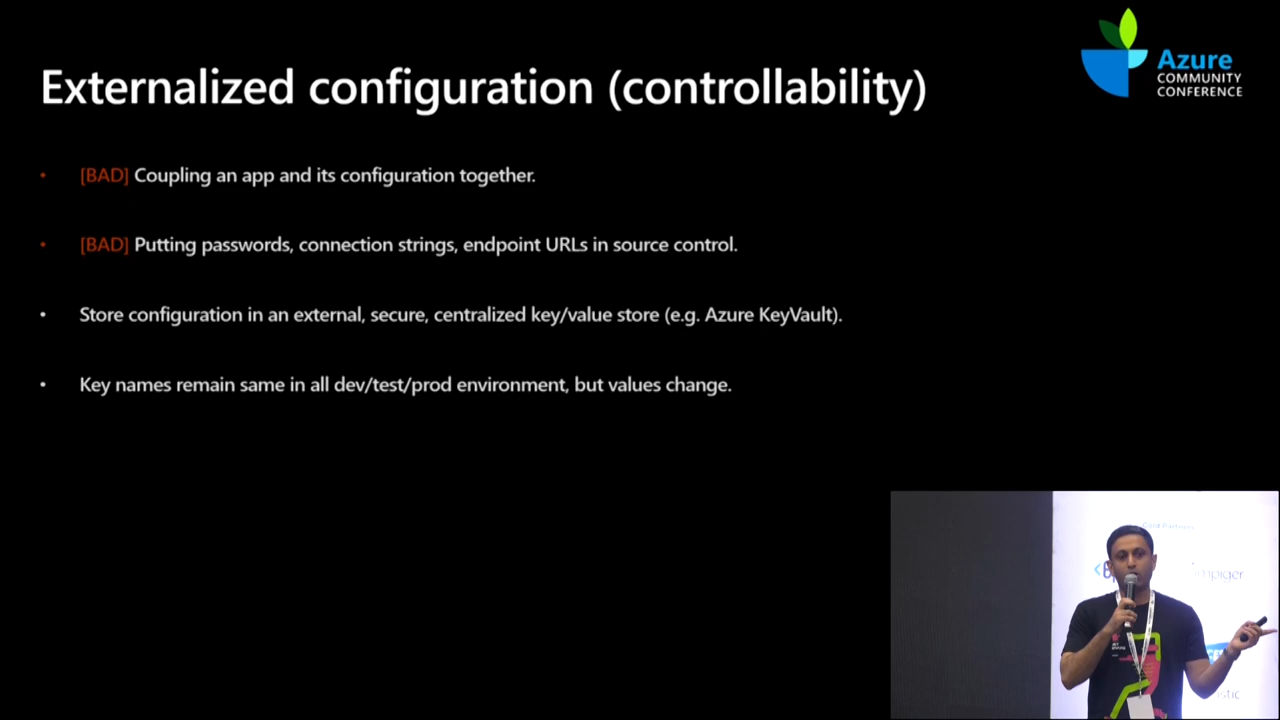 Externalized configuration (controllability)
Azure
COMMUNITY
CONFERENCE
• [BAD] Coupling an app and its configuration together.
• [BAD] Putting passwords, connection strings, endpoint URLs in source control.
• Store configuration in an external, secure, centralized key/value store (e.g. Azure KeyVault).
• Key names remain same in all dev/test/prod environment, but values change.
Gold Partners